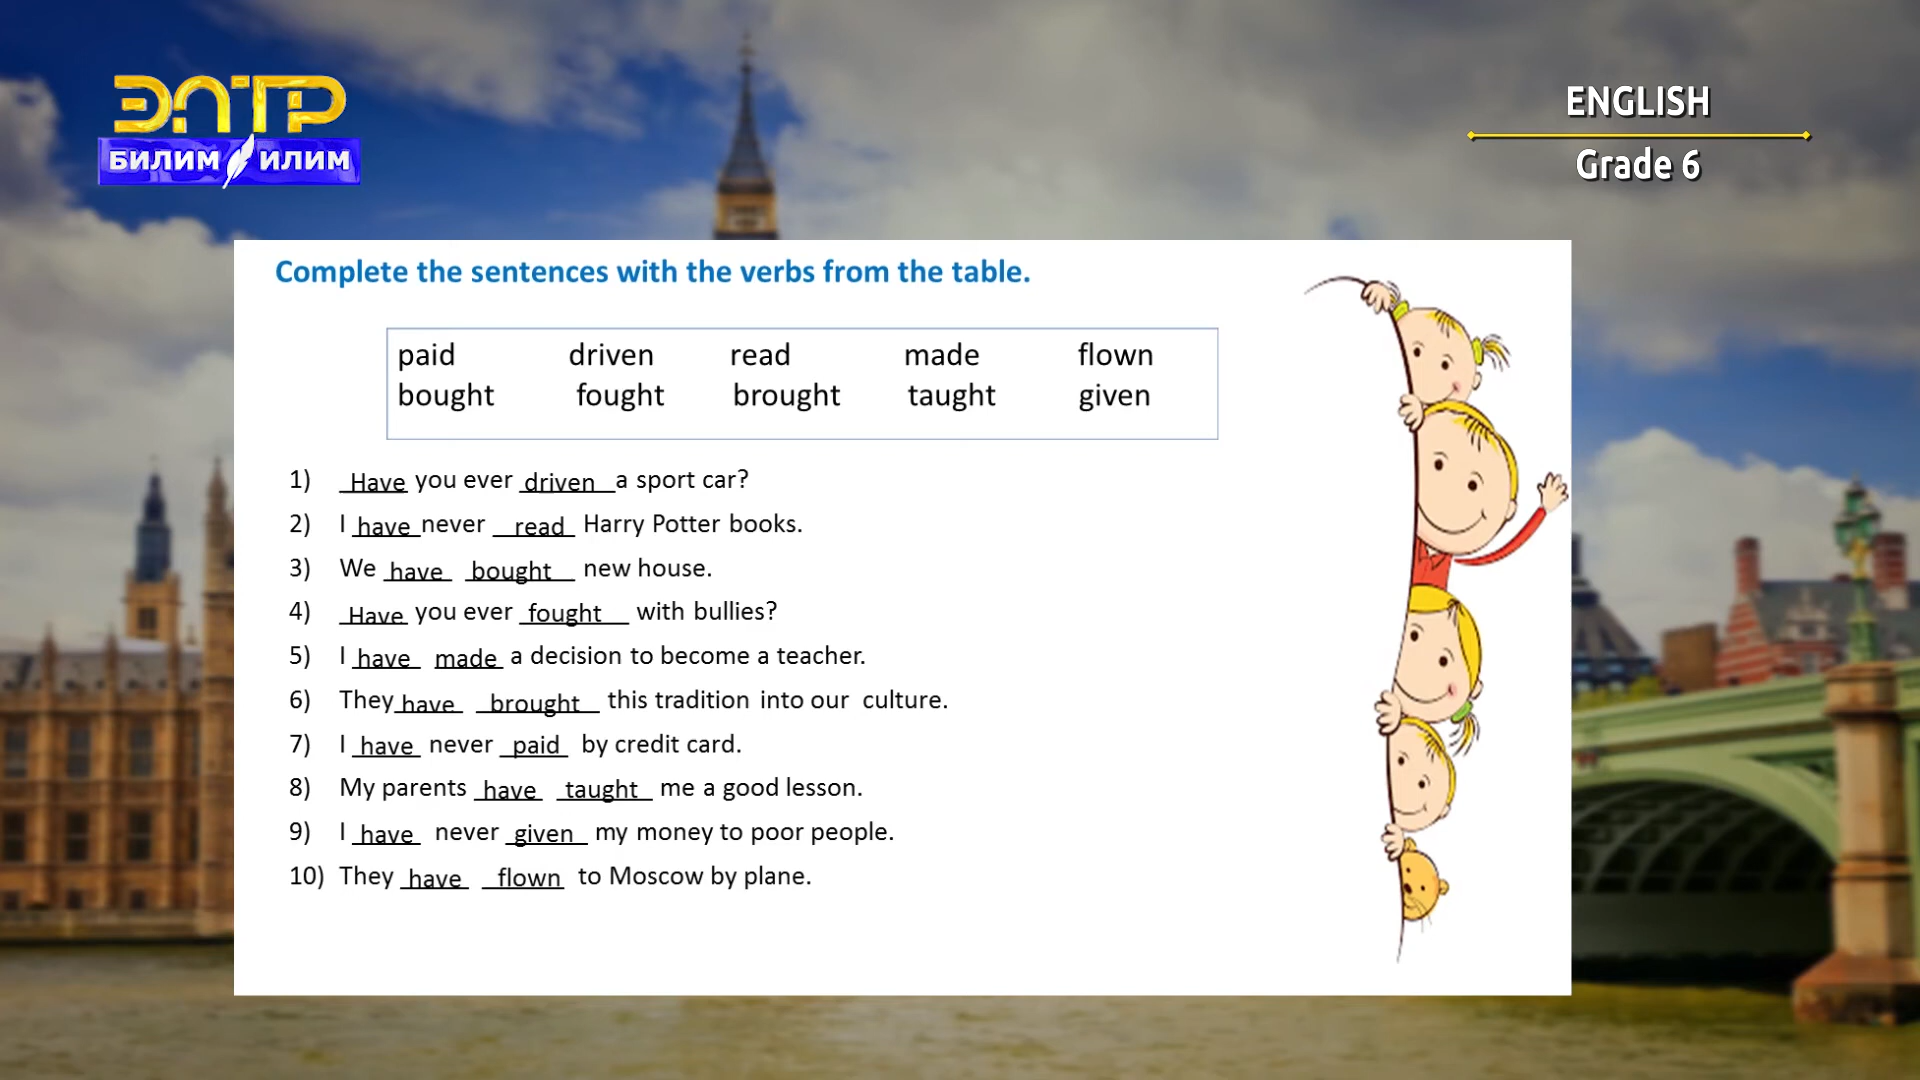 ЭЛТР
БИЛИМ ИЛИМ
ENGLISH
Grade 6
Complete the sentences with the verbs from the table.
paid driven read made flown
bought fought brought taught given
1) Have you ever driven a sport car?
2) I have never read Harry Potter books.
3) We have bought new house.
4) Have you ever fought with bullies?
5) I have made a decision to become a teacher.
6) They have brought this tradition into our culture.
7) I have never paid by credit card.
8) My parents have taught me a good lesson.
9) I have never given my money to poor people.
10) They have flown to Moscow by plane.